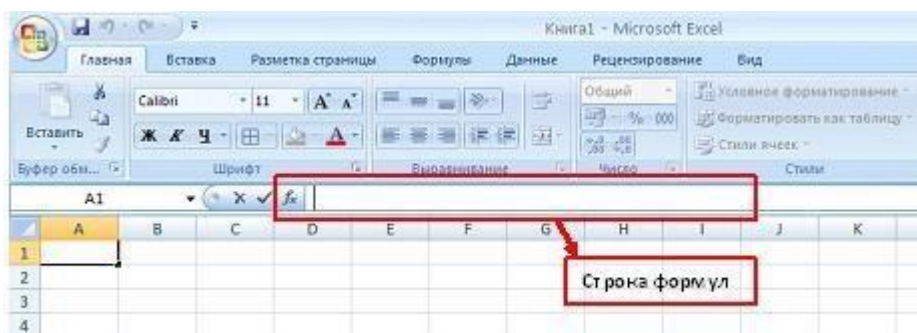 Книга1 - Microsoft Excel
Главная Вставка Разметка страницы Формулы Данные Рецензирование Вид
Calibri 11 А А Общий Условное форматирование
Вставить % 000 Форматировать как таблицу
Ж К Ч А Стили ячеек
Буфер обм... Шрифт Выравнивание Число Стили
A1 fx
A B C D E F G H I J K
1
2 Строка формул
3
4